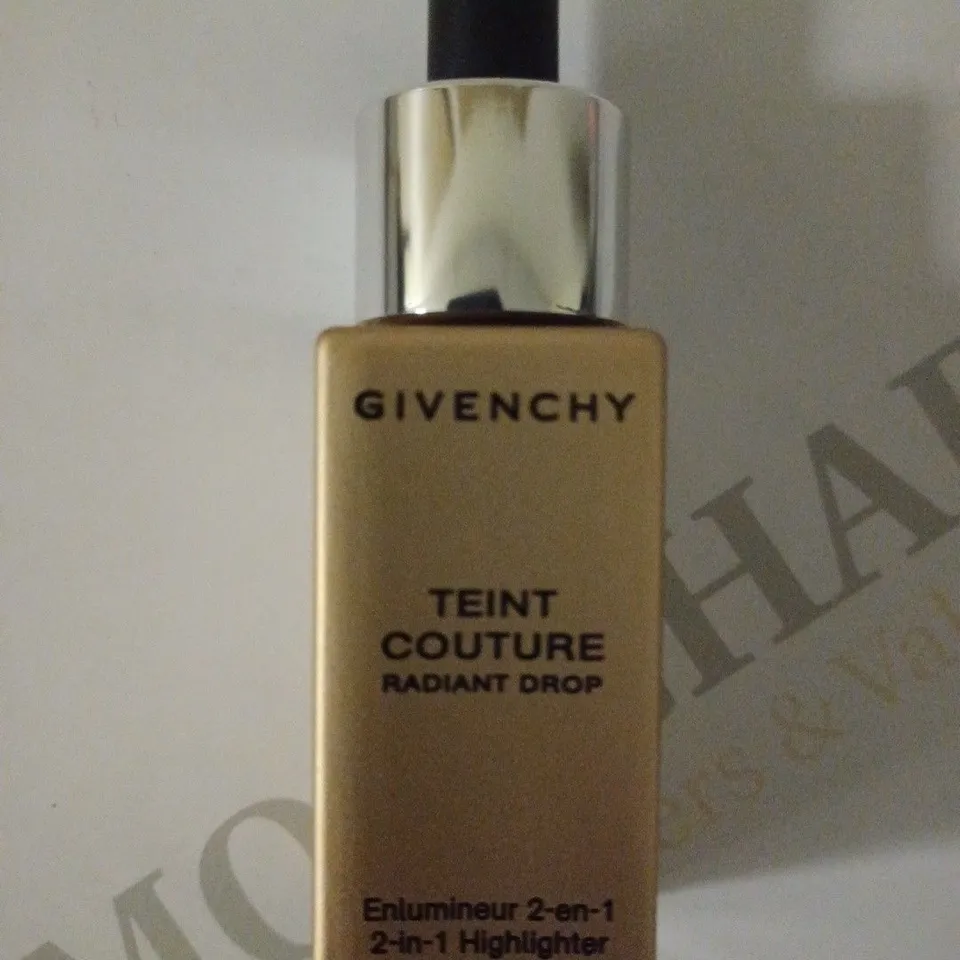 GIVENCHY
TEINT
COUTURE
RADIANT DROP
Enlumineur 2-en-1
2-in-1 Highlighter